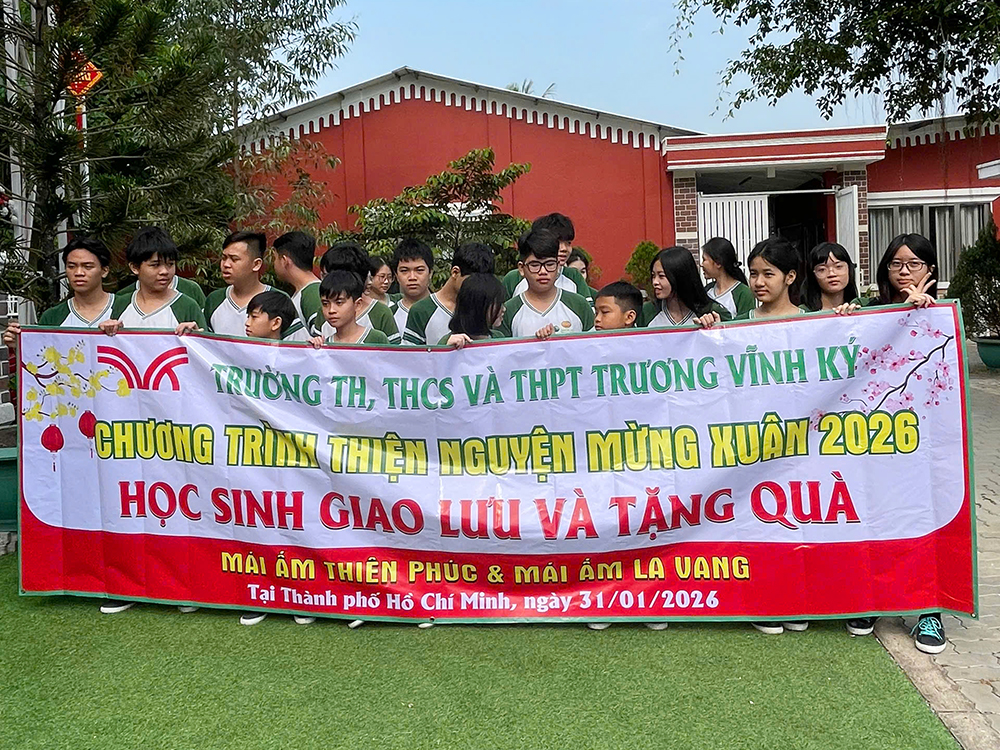 TRƯỜNG TH, THCS VÀ THPT TRƯƠNG VĨNH KÝ
CHƯƠNG TRÌNH THIỆN NGUYỆN MỪNG XUÂN 2026
HỌC SINH GIAO LƯU VÀ TẶNG QUÀ
MÁI ẤM THIÊN PHÚC & MÁI ẤM LA VANG
Tại Thành phố Hồ Chí Minh, ngày 31/01/2026